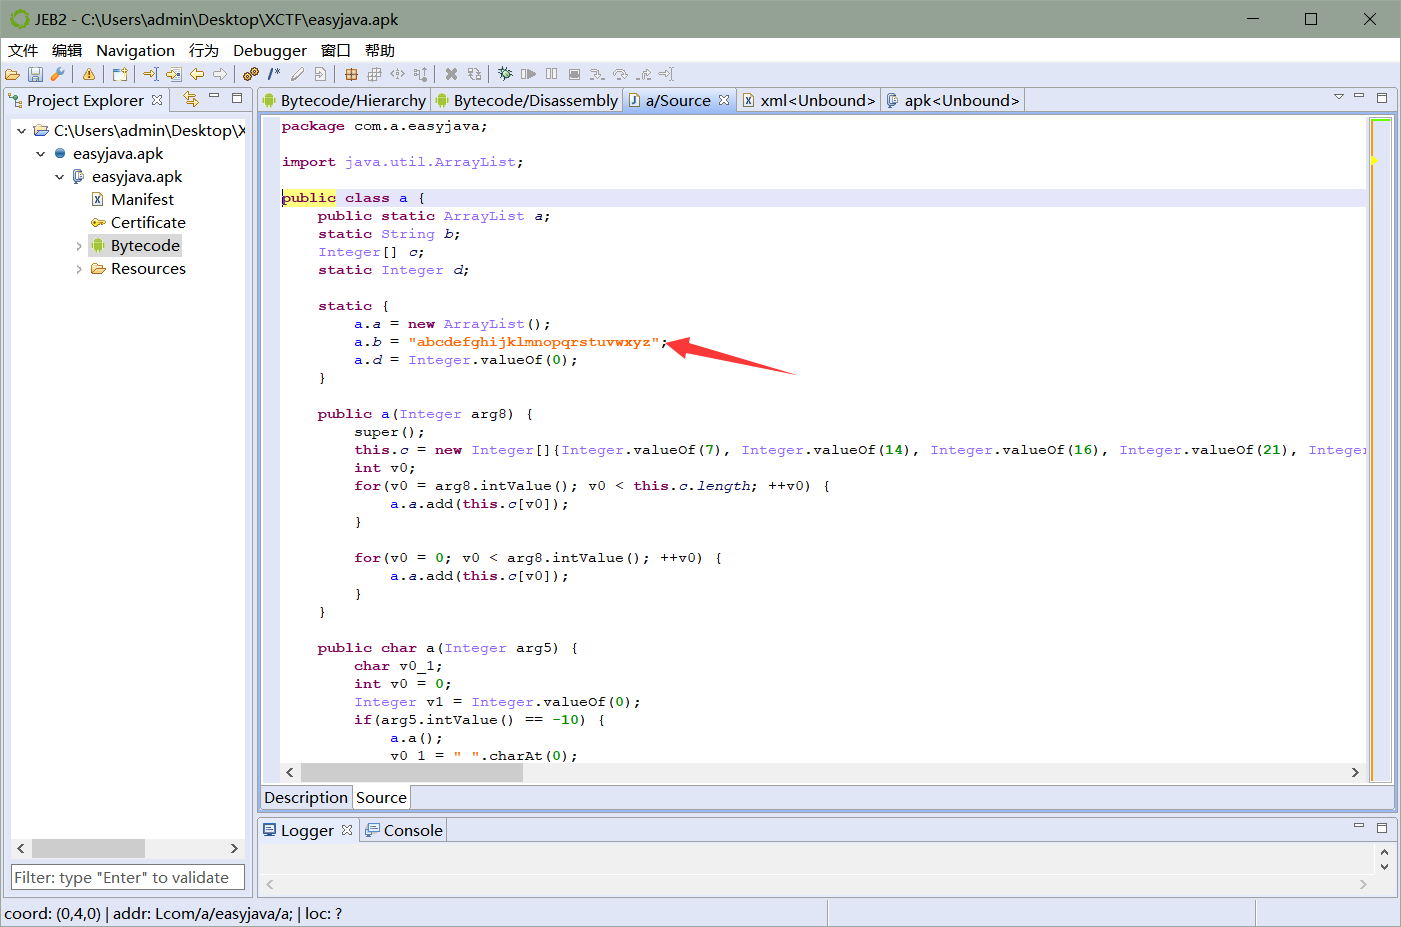 JEB2 - C:\Users\admin\Desktop\XCTF\easyjava.apk
文件 编辑 Navigation 行为 Debugger 窗口 帮助
Project Explorer
C:\Users\admin\Desktop\X
easyjava.apk
easyjava.apk
Manifest
Certificate
Bytecode
Resources
Filter: type "Enter" to validate
Bytecode/Hierarchy Bytecode/Disassembly a/Source xml<Unbound> apk<Unbound>
package com.a.easyjava;
import java.util.ArrayList;
public class a {
public static ArrayList a;
static String b;
Integer[] c;
static Integer d;
static {
a.a = new ArrayList();
a.b = "abcdefghijklmnopqrstuvwxyz";
a.d = Integer.valueOf(0);
}
public a(Integer arg8) {
super();
this.c = new Integer[]{Integer.valueOf(7), Integer.valueOf(14), Integer.valueOf(16), Integer.valueOf(21), Integer
int v0;
for(v0 = arg8.intValue(); v0 < this.c.length; ++v0) {
a.a.add(this.c[v0]);
}
for(v0 = 0; v0 < arg8.intValue(); ++v0) {
a.a.add(this.c[v0]);
}
}
public char a(Integer arg5) {
char v0_1;
int v0 = 0;
Integer v1 = Integer.valueOf(0);
if(arg5.intValue() == -10) {
a.a();
v0_1 = " ".charAt(0);
Description Source
Logger Console
coord: (0,4,0) | addr: Lcom/a/easyjava/a; | loc: ?